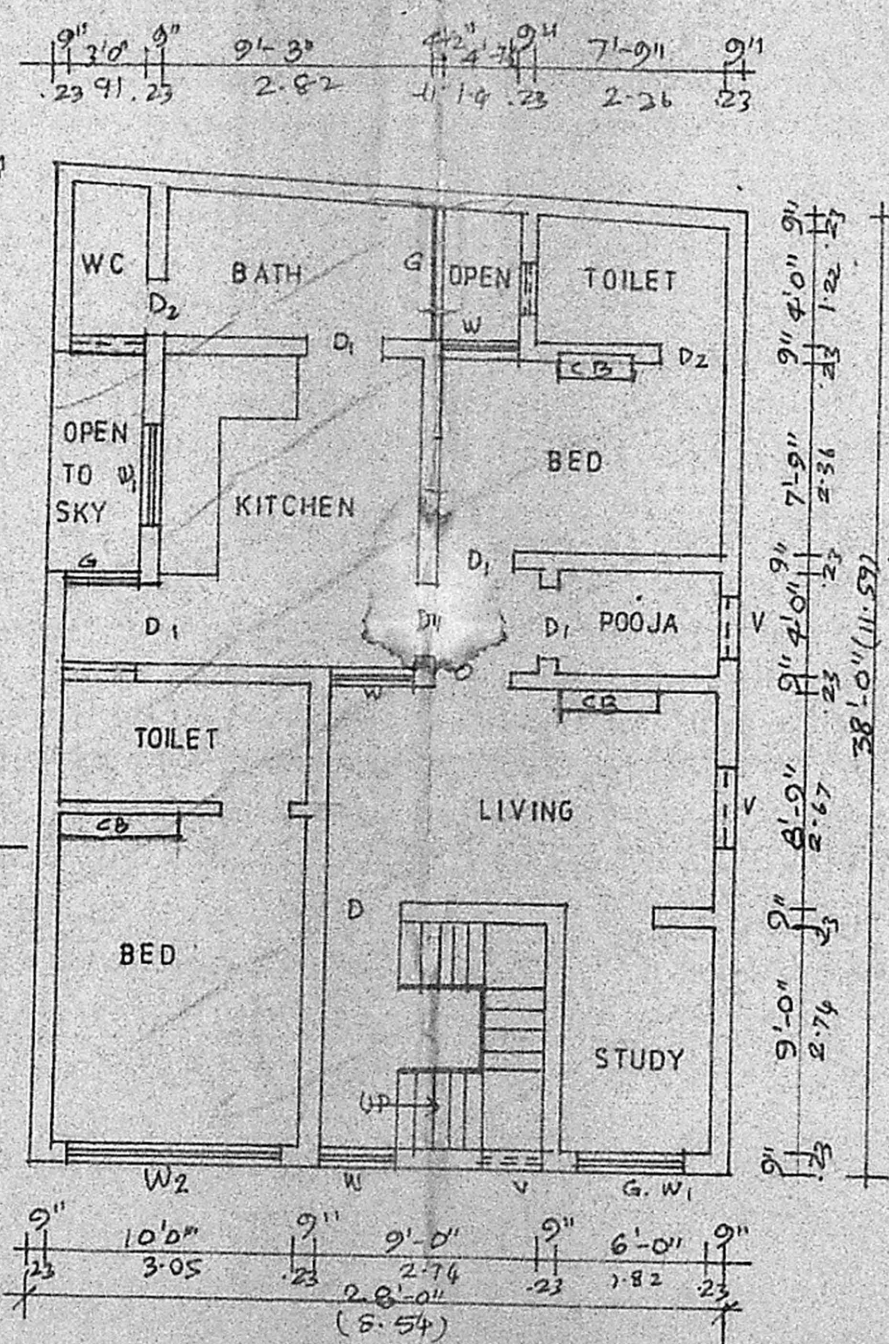 9" 3'0" 9" 9'-3" 4½" 9" 7'-9" 9"
.23 91 .23 2.82 .11 1.4 .23 2.36 .23
WC BATH G OPEN TOILET
D2 W
D1 CB D2
OPEN
TO
SKY
KITCHEN
BED
G D1
D1 D1 POOJA V
W O CB
TOILET
LIVING V
CB
D
BED
STUDY
UP
W2 W V G. W1
9" 10'0" 9" 9'-0" 9" 6'-0" 9"
.23 3.05 .23 2.74 .23 1.82 .23
28'-0"
(8.54)
9" 4'0" 9" 7'-9" 9" 4'0" 9" 8'-9" 9" 9'-0" 9"
.23 1.22 .23 2.36 .23 .23 2.67 .23 2.74 .23
38'-0" (11.59)